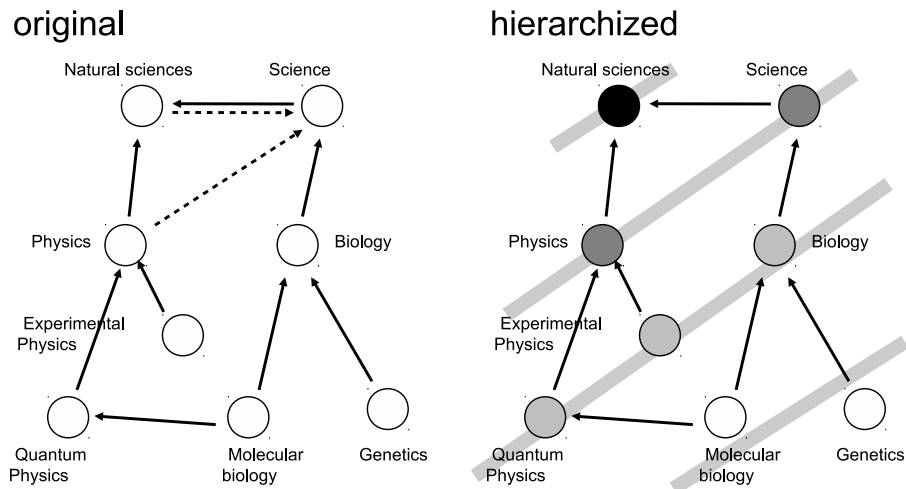 original
hierarchized
Natural sciences
Science
Natural sciences
Science
Physics
Biology
Physics
Biology
Experimental
Physics
Experimental
Physics
Quantum
Physics
Molecular
biology
Genetics
Quantum
Physics
Molecular
biology
Genetics